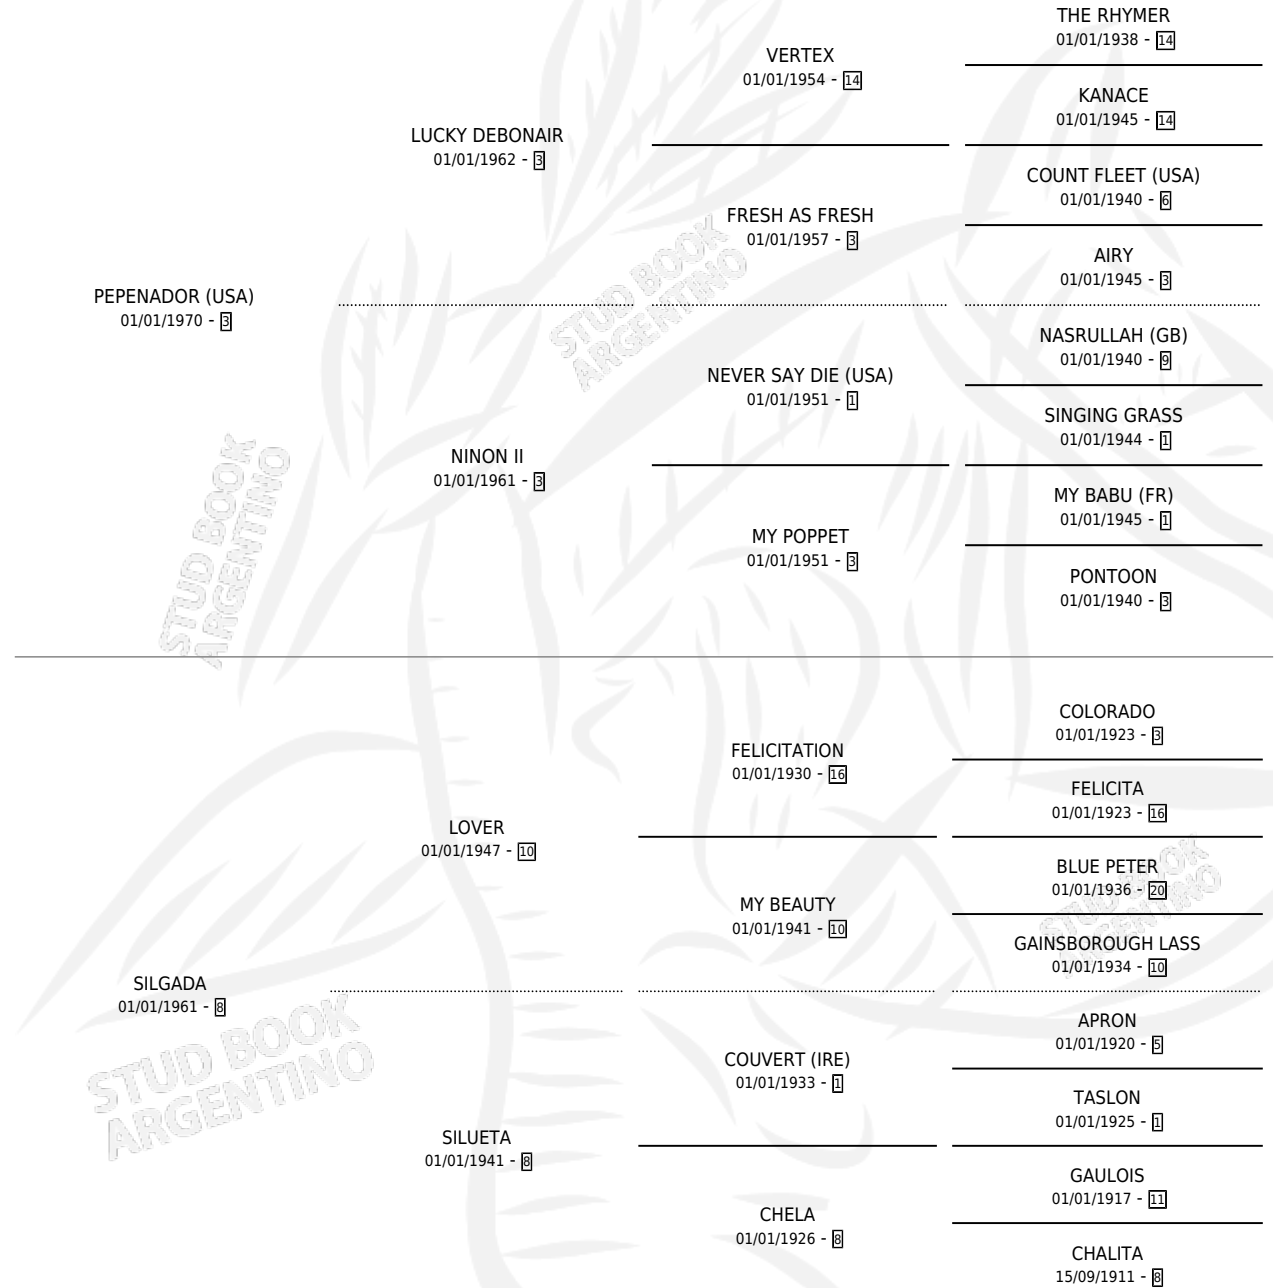 THE RHYMER
01/01/1938 - 14
VERTEX
01/01/1954 - 14
KANACE
01/01/1945 - 14
LUCKY DEBONAIR
01/01/1962 - 3
COUNT FLEET (USA)
01/01/1940 - 6
FRESH AS FRESH
01/01/1957 - 3
AIRY
01/01/1945 - 3
PEPENADOR (USA)
01/01/1970 - 3
NASRULLAH (GB)
01/01/1940 - 9
NEVER SAY DIE (USA)
01/01/1951 - 1
SINGING GRASS
01/01/1944 - 1
NINON II
01/01/1961 - 3
MY BABU (FR)
01/01/1945 - 1
MY POPPET
01/01/1951 - 3
PONTOON
01/01/1940 - 3
COLORADO
01/01/1923 - 3
FELICITATION
01/01/1930 - 16
FELICITA
01/01/1923 - 16
LOVER
01/01/1947 - 10
BLUE PETER
01/01/1936 - 20
MY BEAUTY
01/01/1941 - 10
GAINSBOROUGH LASS
01/01/1934 - 10
SILGADA
01/01/1961 - 8
APRON
01/01/1920 - 5
COUVERT (IRE)
01/01/1933 - 1
TASLON
01/01/1925 - 1
SILUETA
01/01/1941 - 8
GAULOIS
01/01/1917 - 11
CHELA
01/01/1926 - 8
CHALITA
15/09/1911 - 8
STUD BOOK
ARGENTINO
STUD BOOK
ARGENTINO
STUD BOOK
ARGENTINO
STUD BOOK
ARGENTINO